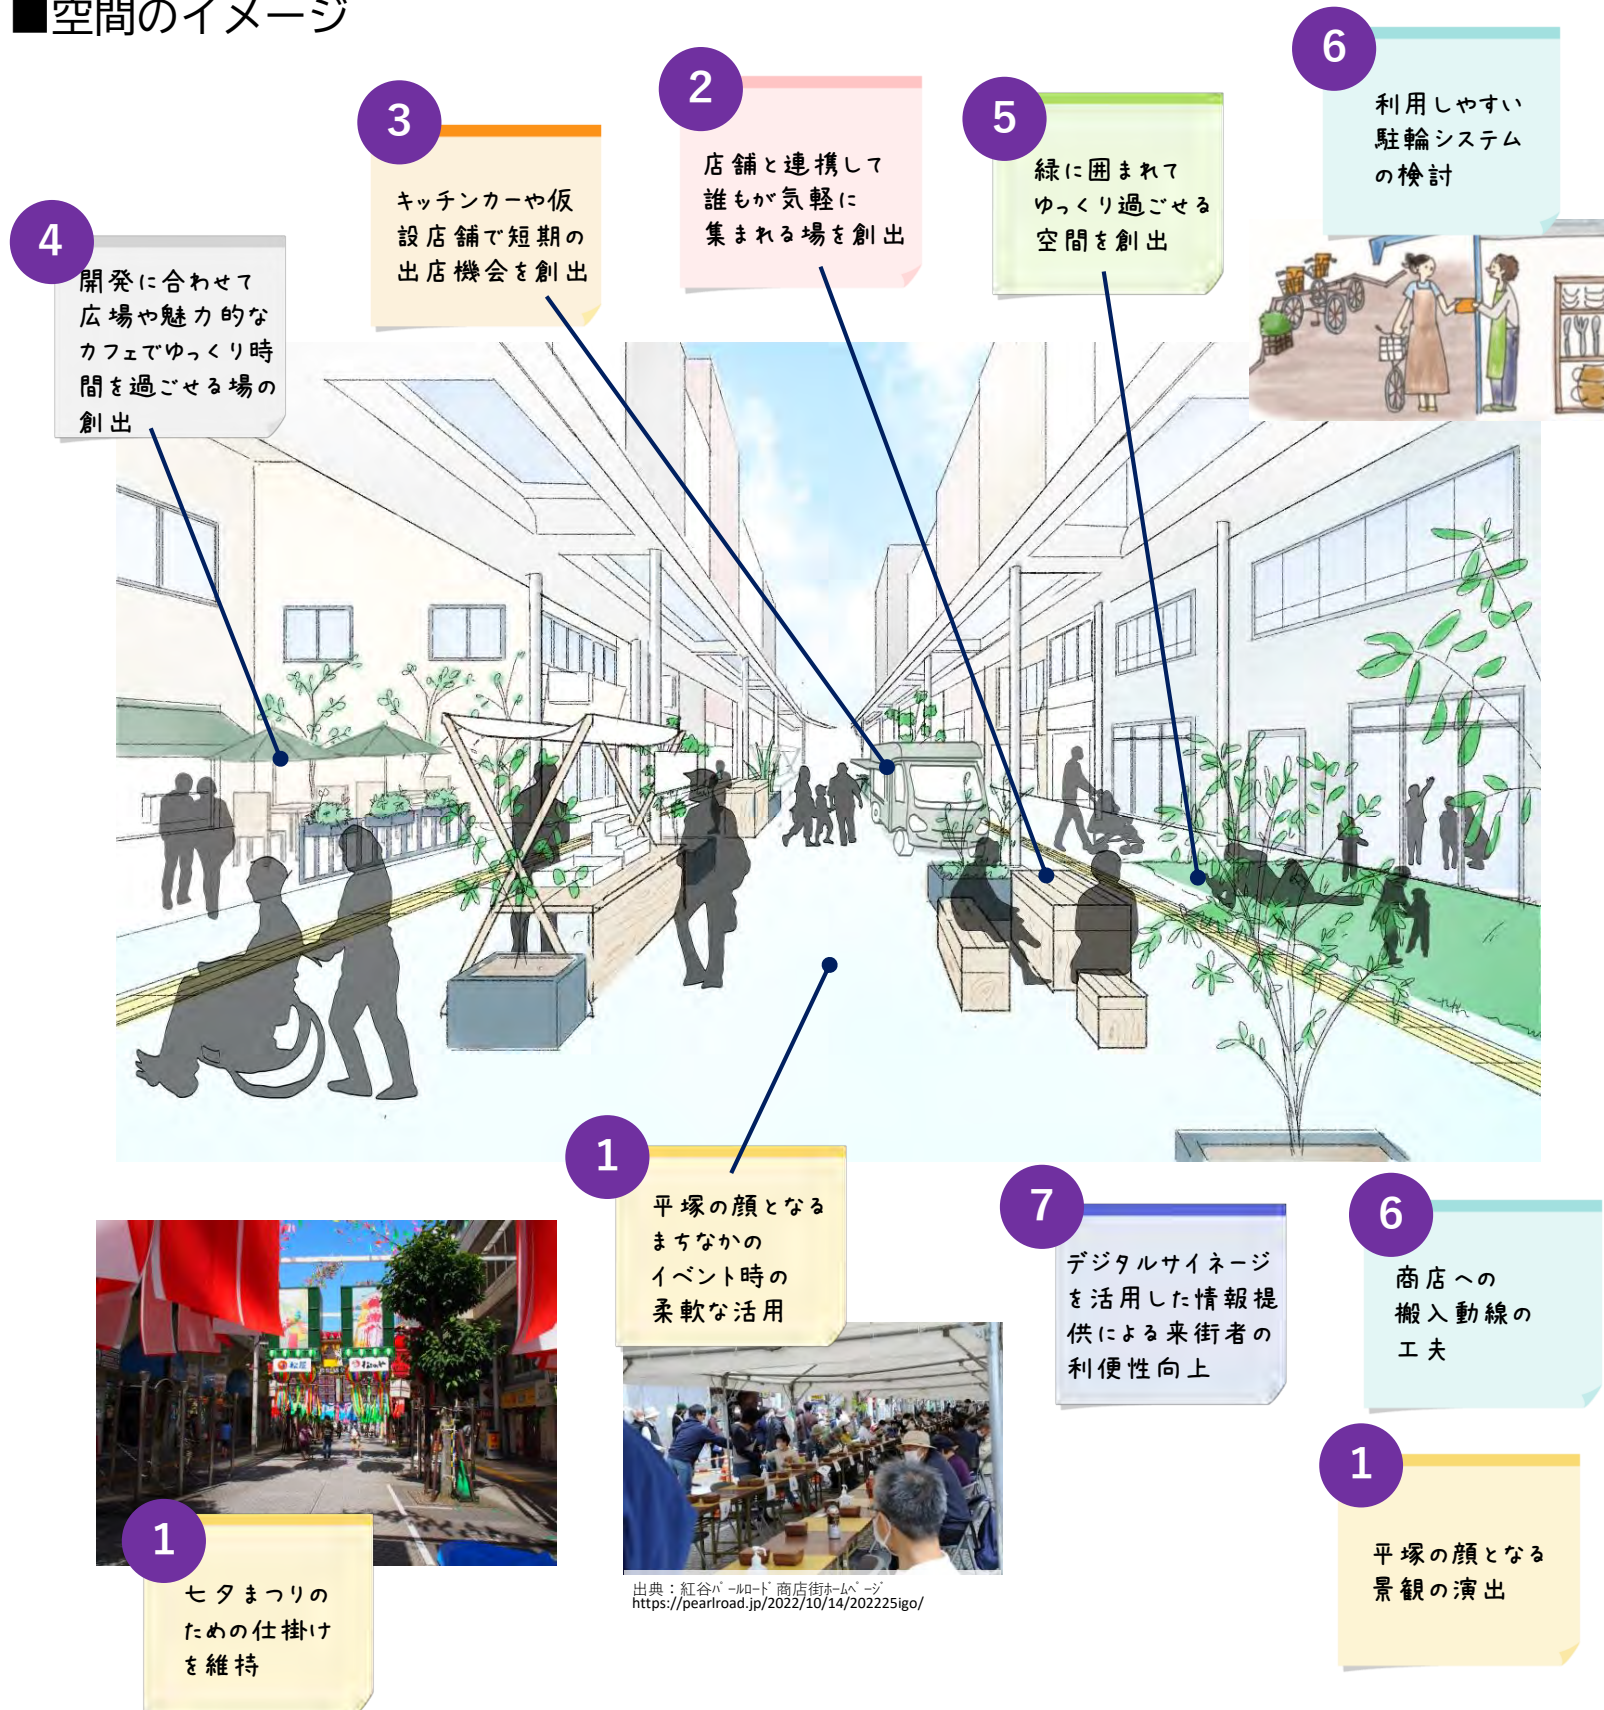 ■空間のイメージ
6
利用しやすい
駐輪システム
の検討
2
店舗と連携して
誰もが気軽に
集まれる場を創出
3
キッチンカーや仮
設店舗で短期の
出店機会を創出
5
緑に囲まれて
ゆっくり過ごせる
空間を創出
4
開発に合わせて
広場や魅力的な
カフェでゆっくり時
間を過ごせる場の
創出
1
平塚の顔となる
まちなかの
イベント時の
柔軟な活用
7
デジタルサイネージ
を活用した情報提
供による来街者の
利便性向上
6
商店への
搬入動線の
工夫
松屋
松のや
1
七夕まつりの
ための仕掛け
を維持
出典：紅谷パールロード商店街ホームページ
https://pearlroad.jp/2022/10/14/202225igo/
1
平塚の顔となる
景観の演出